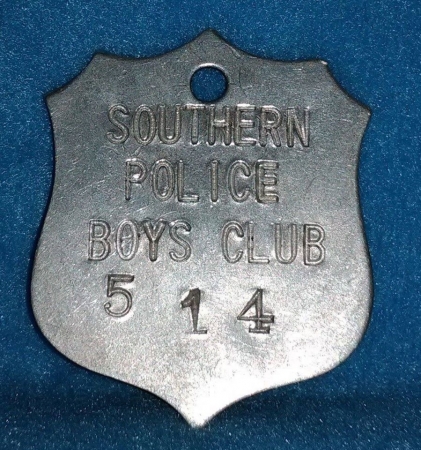 SOUTHERN
POLICE
BOYS CLUB
5 14